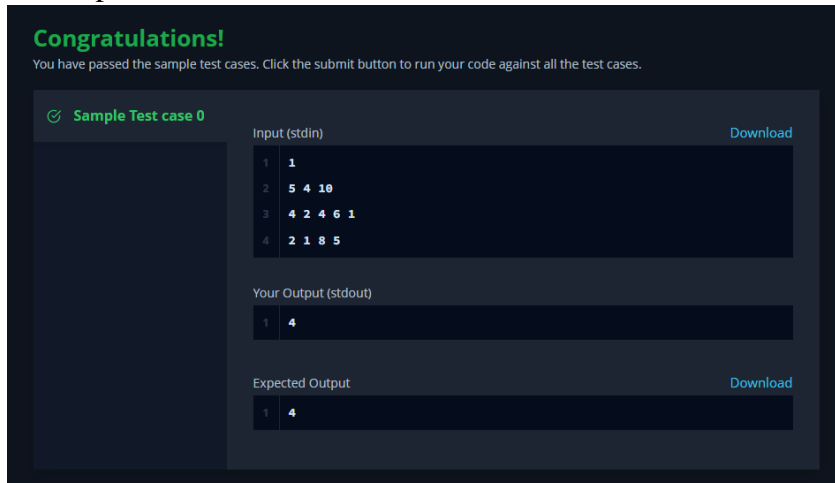 Congratulations!
You have passed the sample test cases. Click the submit button to run your code against all the test cases.
Sample Test case 0
Input (stdin)
Download
1 1
2 5 4 10
3 4 2 4 6 1
4 2 1 8 5
Your Output (stdout)
1 4
Expected Output
Download
1 4